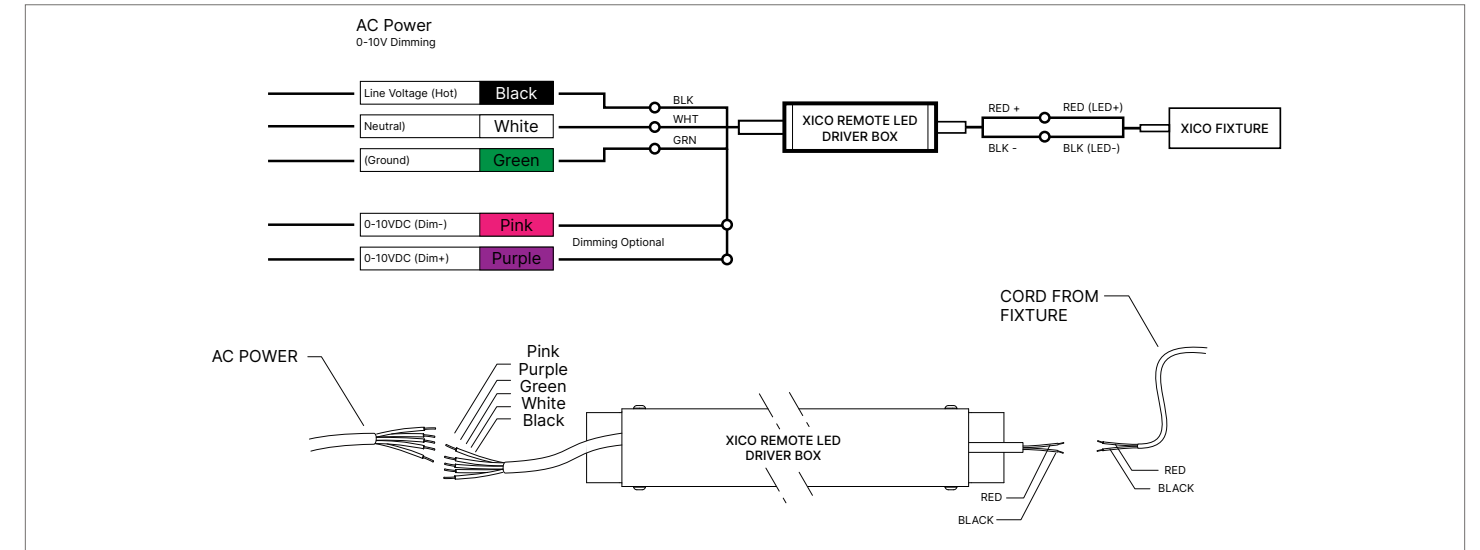 AC Power
0-10V Dimming
Line Voltage (Hot) Black
Neutral) White
(Ground) Green
0-10VDC (Dim-) Pink
0-10VDC (Dim+) Purple
Dimming Optional
BLK
WHT
GRN
XICO REMOTE LED
DRIVER BOX
RED + RED (LED+)
BLK - BLK (LED-)
XICO FIXTURE
CORD FROM
FIXTURE
AC POWER
Pink
Purple
Green
White
Black
XICO REMOTE LED
DRIVER BOX
RED
BLACK
RED
BLACK